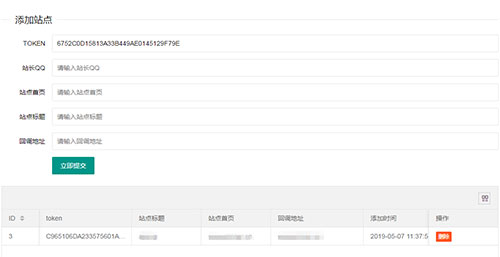 添加站点
TOKEN 6752C0D15813A33B449AE0145129F79E
站长QQ 请输入站长QQ
站点首页 请输入站点首页
站点标题 请输入站点标题
回调地址 请输入回调地址
立即提交
ID token 站点标题 站点首页 回调地址 添加时间 操作
3 C965106DA233575601A... 2019-05-07 11:37:5 删除